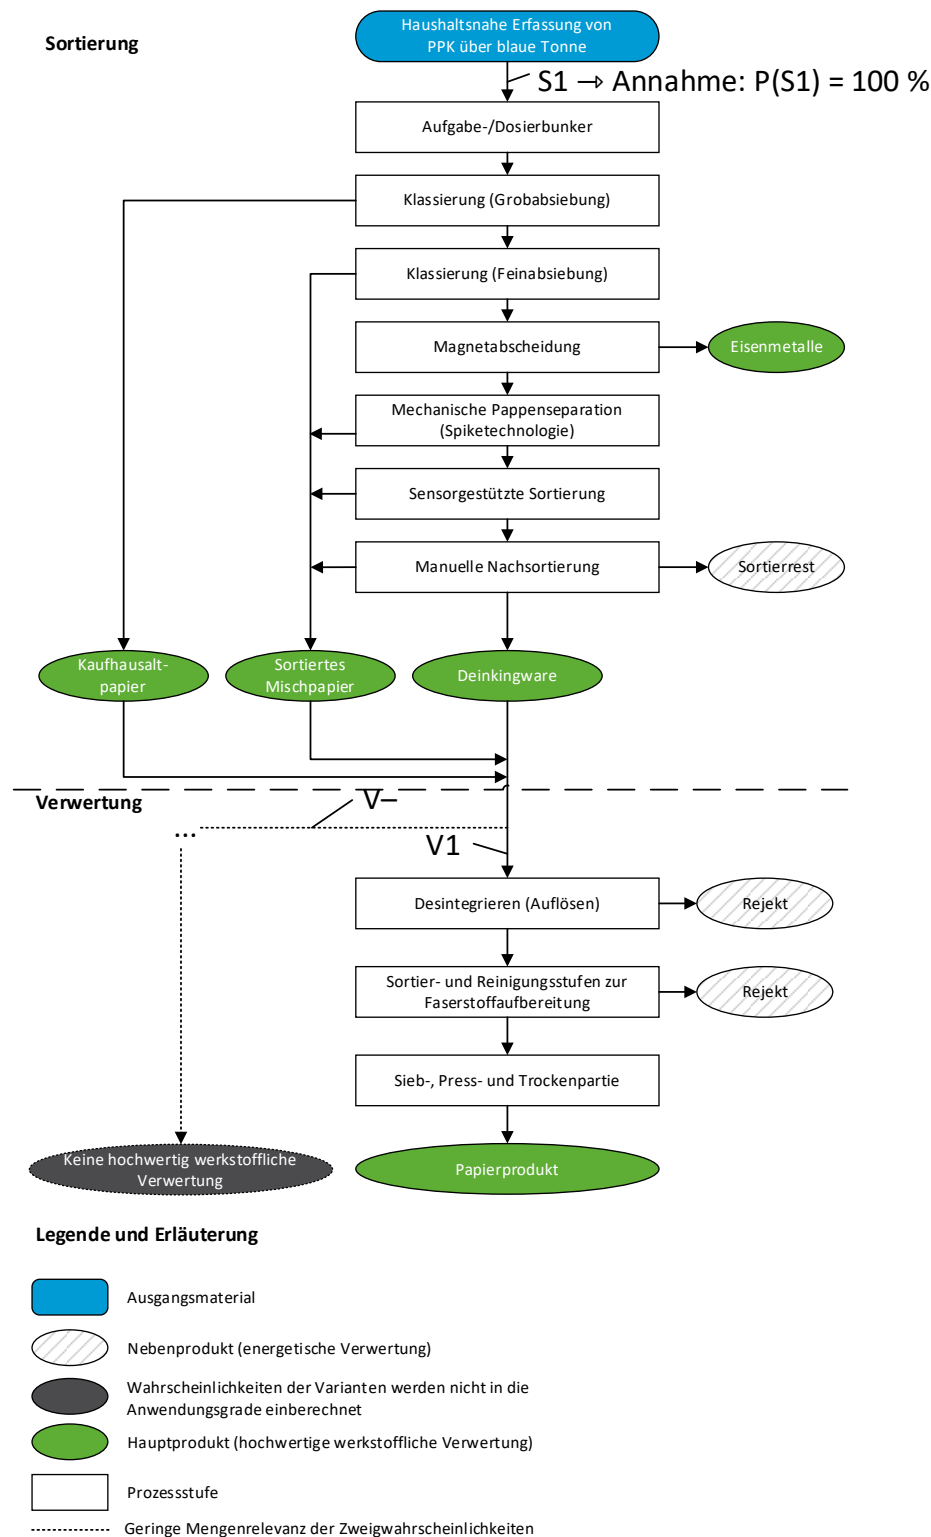 Haushaltsnahe Erfassung von
PPK über blaue Tonne
Sortierung
S1 → Annahme: P(S1) = 100 %
Aufgabe-/Dosierbunker
Klassierung (Grobabsiebung)
Klassierung (Feinabsiebung)
Magnetabscheidung
Eisenmetalle
Mechanische Pappenseparation
(Spiketechnologie)
Sensorgestützte Sortierung
Manuelle Nachsortierung
Sortierrest
Kaufhausalt-
papier
Sortiertes
Mischpapier
Deinkingware
Verwertung
V–
...
V1
Desintegrieren (Auflösen)
Rejekt
Sortier- und Reinigungsstufen zur
Faserstoffaufbereitung
Rejekt
Sieb-, Press- und Trockenpartie
Keine hochwertig werkstoffliche
Verwertung
Papierprodukt
Legende und Erläuterung
Ausgangsmaterial
Nebenprodukt (energetische Verwertung)
Wahrscheinlichkeiten der Varianten werden nicht in die
Anwendungsgrade einberechnet
Hauptprodukt (hochwertige werkstoffliche Verwertung)
Prozessstufe
Geringe Mengenrelevanz der Zweigwahrscheinlichkeiten